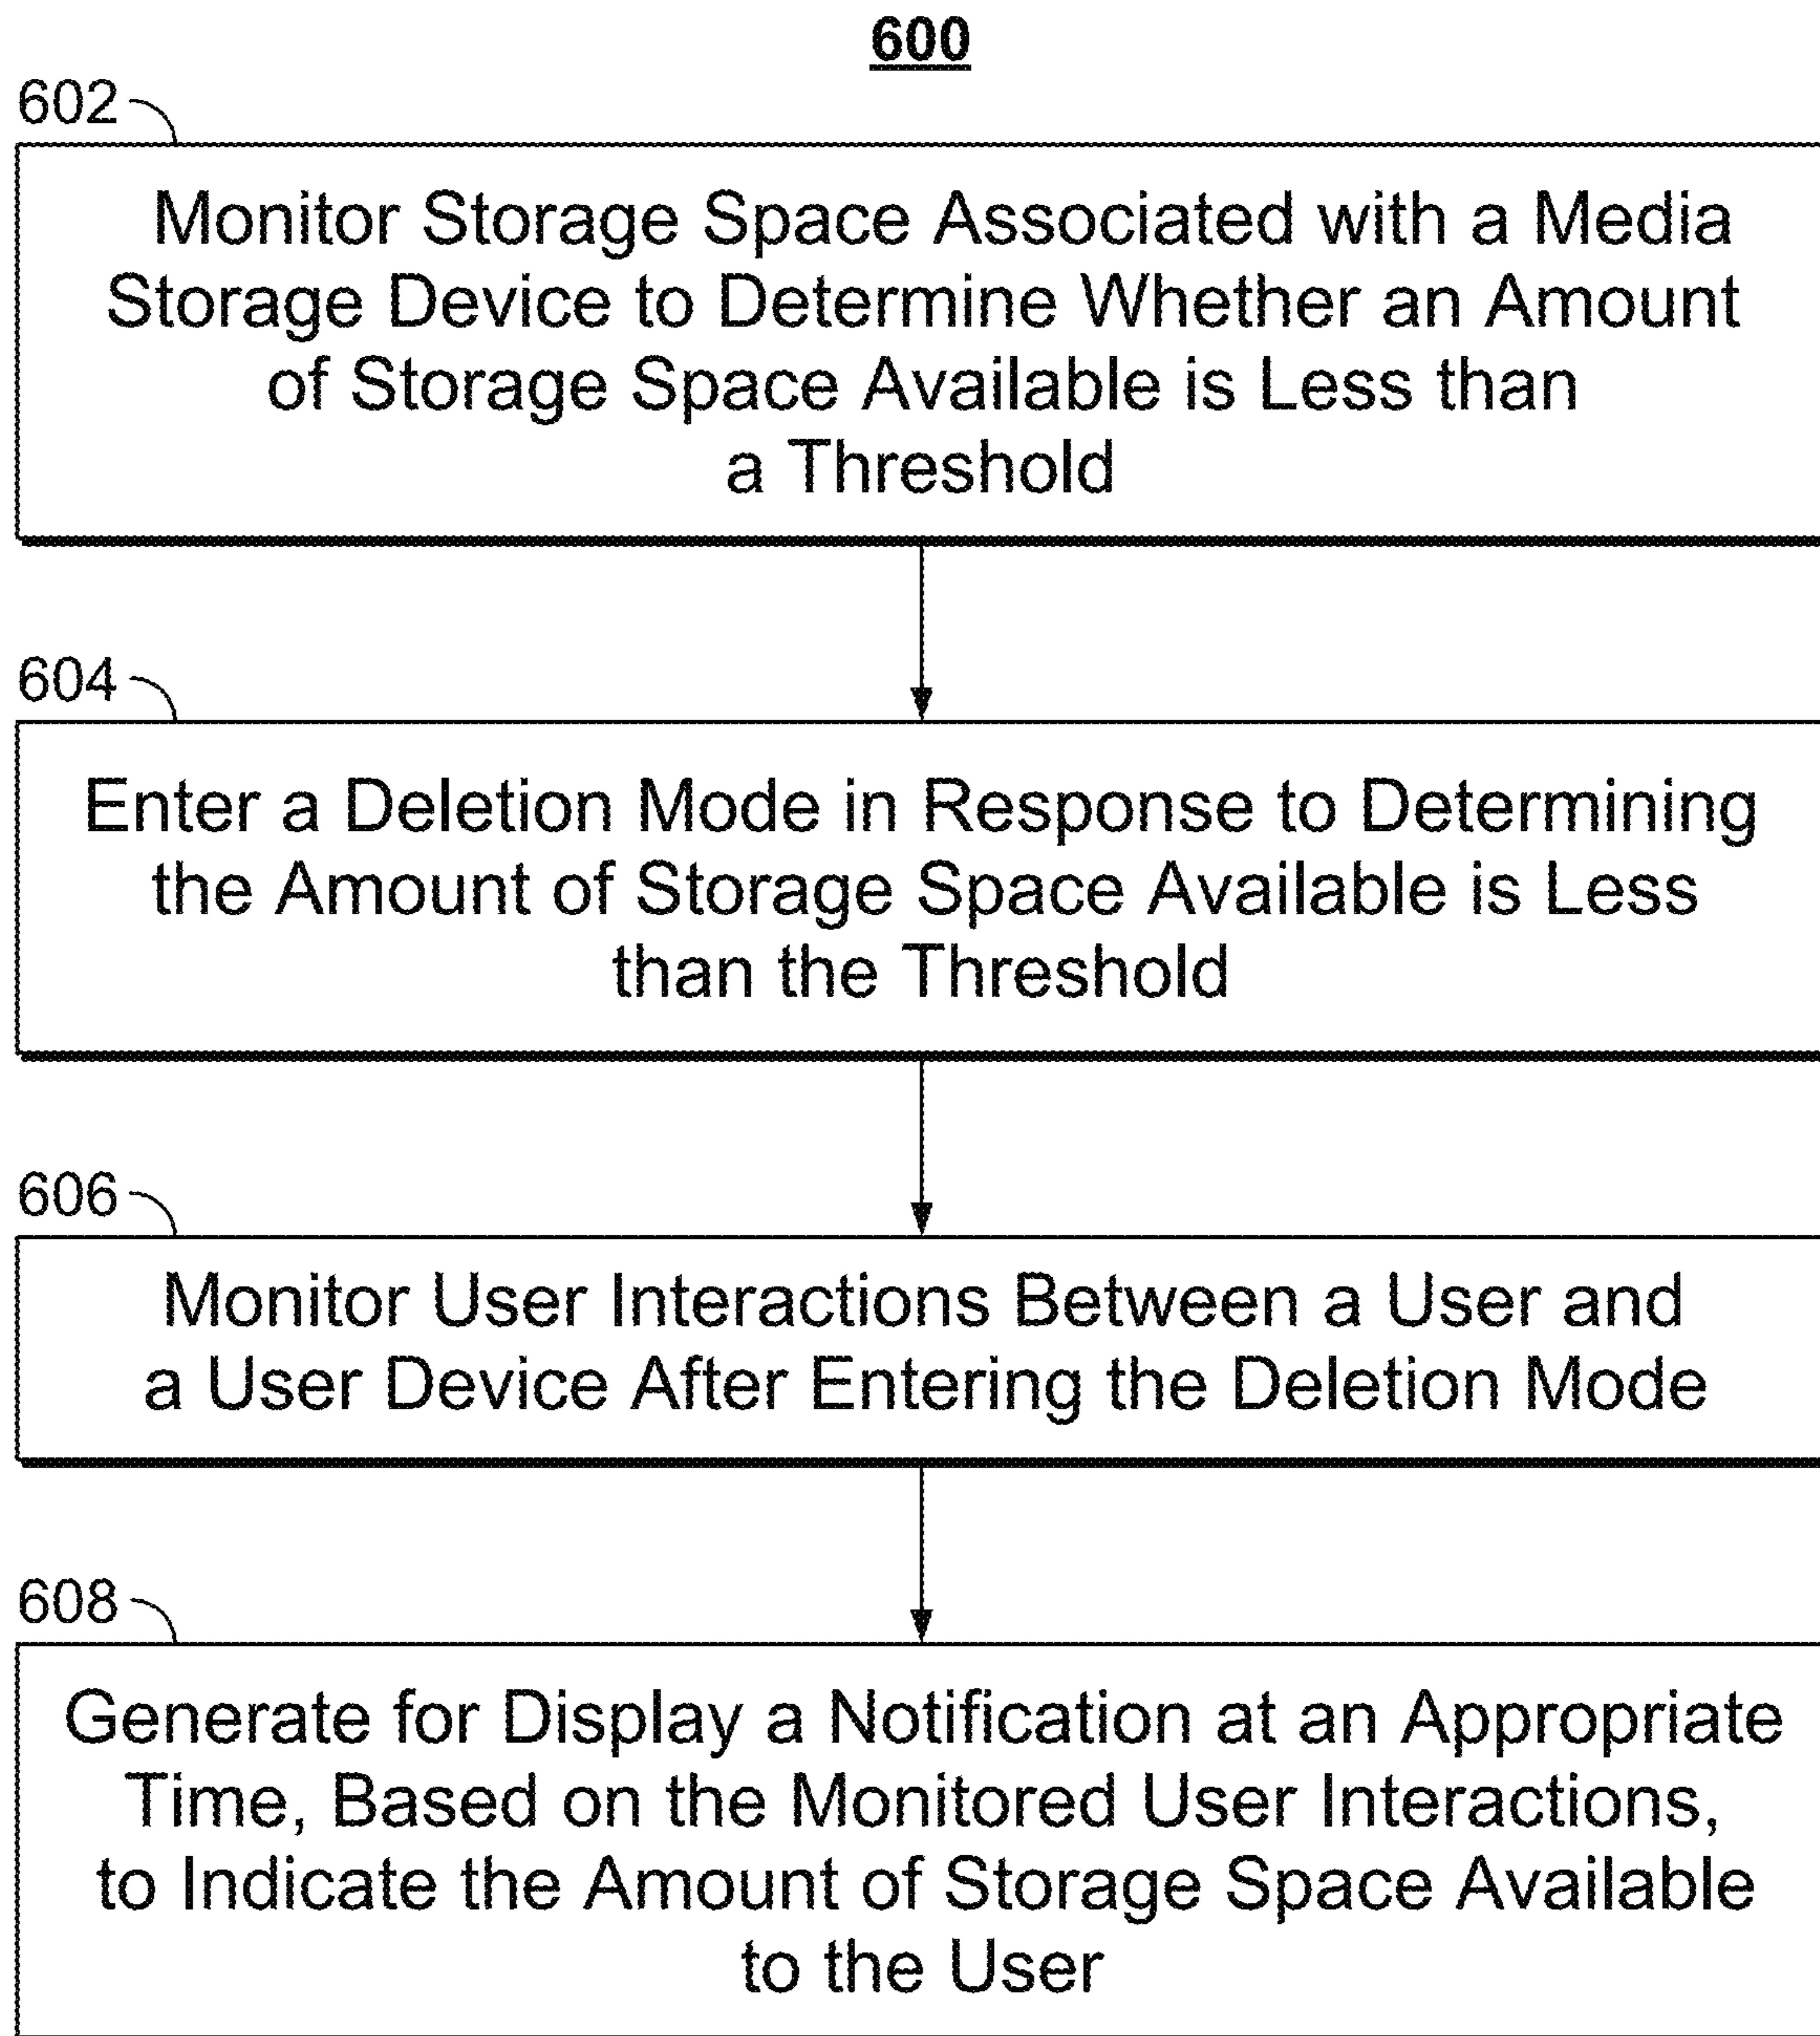 600
602
Monitor Storage Space Associated with a Media
Storage Device to Determine Whether an Amount
of Storage Space Available is Less than
a Threshold
604
Enter a Deletion Mode in Response to Determining
the Amount of Storage Space Available is Less
than the Threshold
606
Monitor User Interactions Between a User and
a User Device After Entering the Deletion Mode
608
Generate for Display a Notification at an Appropriate
Time, Based on the Monitored User Interactions,
to Indicate the Amount of Storage Space Available
to the User